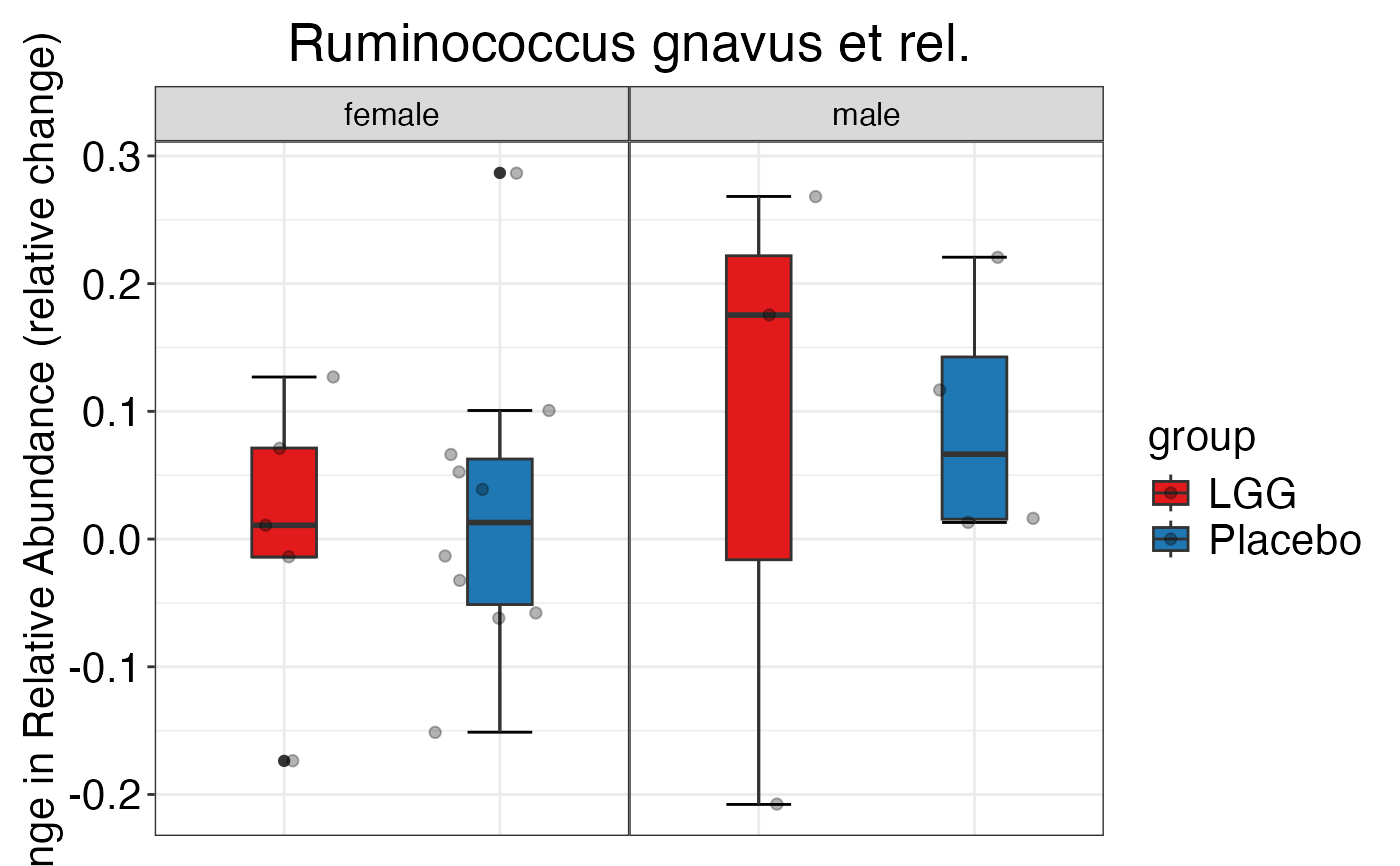 Ruminococcus gnavus et rel.
nge in Relative Abundance (relative change)
female
male
0.3
0.2
0.1
0.0
-0.1
-0.2
group
LGG
Placebo